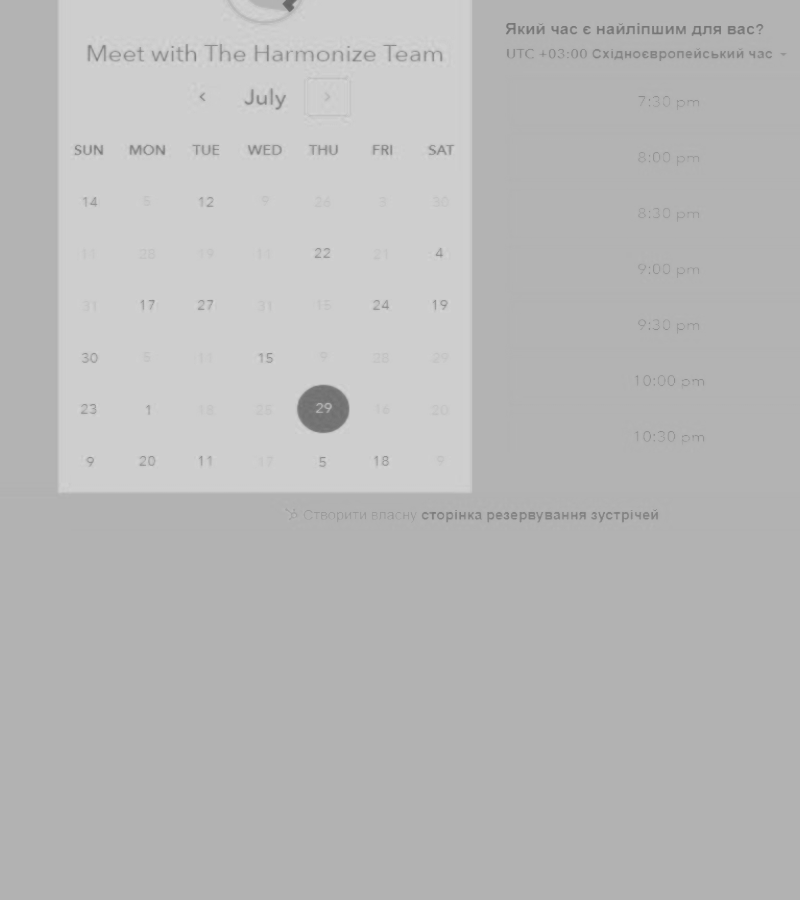 Meet with The Harmonize Team
July
SUN MON TUE WED THU FRI SAT
14 5 12 9 26 3 30
11 19 11 22 21 4
31 17 27 31 15 24 19
30 5 15 9 28 29
23 1 18 25 29 16 20
9 20 11 17 5 18 9
Який час є найліпшим для вас?
UTC +03:00 Східноєвропейський час
7:30 pm
8:00 pm
8:30 pm
9:00 pm
9:30 pm
10:00 pm
10:30 pm
Створити власну сторінка резервування зустрічей